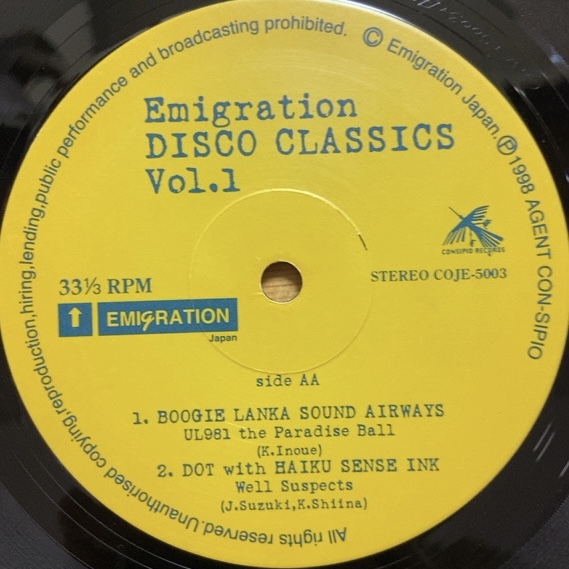 Emigration
DISCO CLASSICS
Vol.1
CONSIPIO RECORDS
STEREO COJE-5003
33⅓ RPM
↑ EMIGRATION
Japan
side AA
1. BOOGIE LANKA SOUND AIRWAYS
UL981 the Paradise Ball
(K.Inoue)
2. DOT with HAIKU SENSE INK
Well Suspects
(J.Suzuki,K.Shiina)
All rights reserved.Unauthorised copying,reproduction,hiring,lending,public performance and broadcasting prohibited. © Emigration Japan.℗1998 AGENT CON-SIPIO